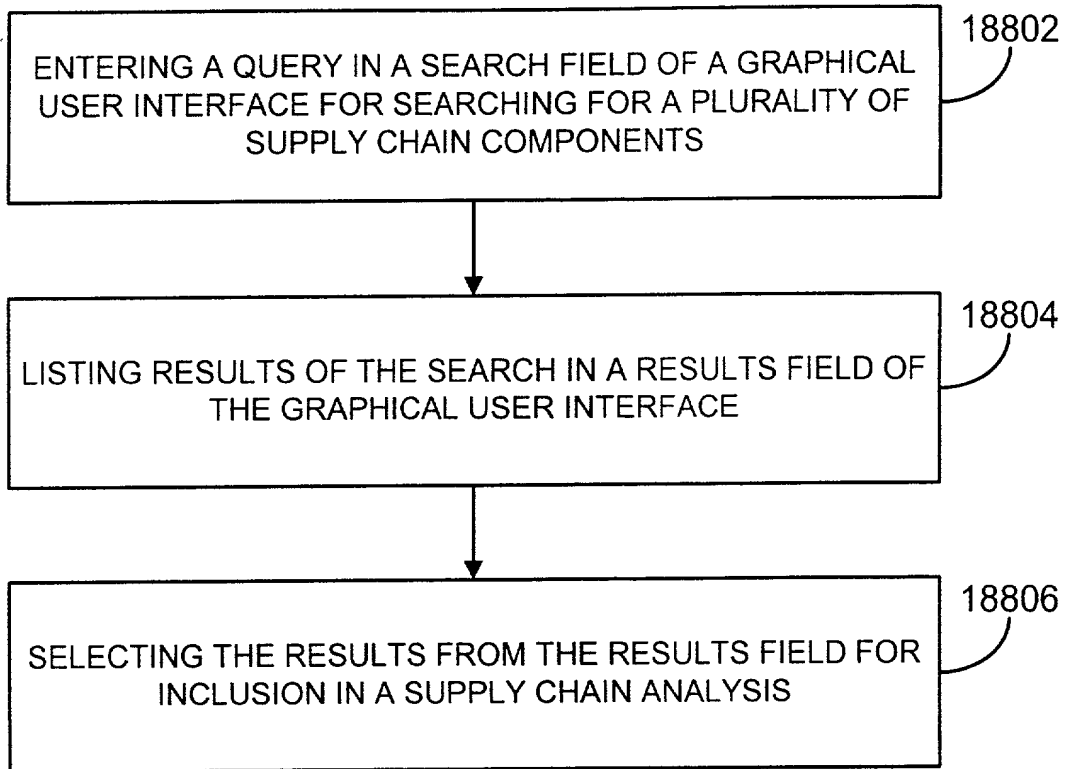 18802
ENTERING A QUERY IN A SEARCH FIELD OF A GRAPHICAL
USER INTERFACE FOR SEARCHING FOR A PLURALITY OF
SUPPLY CHAIN COMPONENTS
18804
LISTING RESULTS OF THE SEARCH IN A RESULTS FIELD OF
THE GRAPHICAL USER INTERFACE
18806
SELECTING THE RESULTS FROM THE RESULTS FIELD FOR
INCLUSION IN A SUPPLY CHAIN ANALYSIS